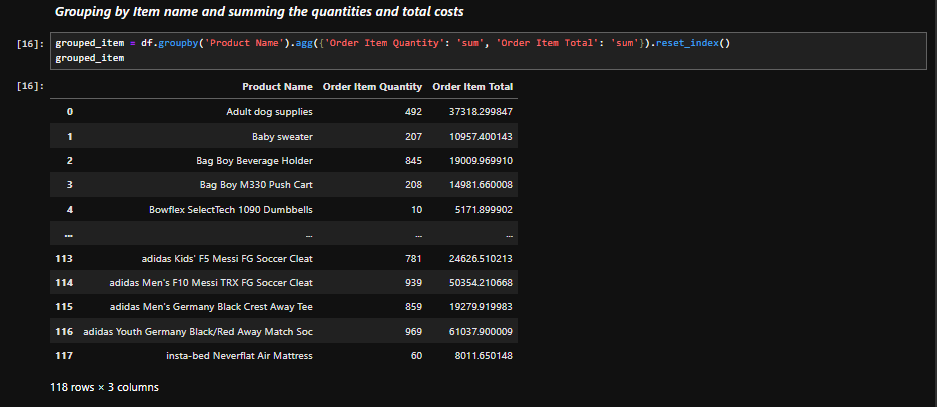 Grouping by Item name and summing the quantities and total costs
[16]: grouped_item = df.groupby('Product Name').agg({'Order Item Quantity': 'sum', 'Order Item Total': 'sum'}).reset_index()
grouped_item
[16]: Product Name Order Item Quantity Order Item Total
0 Adult dog supplies 492 37318.299847
1 Baby sweater 207 10957.400143
2 Bag Boy Beverage Holder 845 19009.969910
3 Bag Boy M330 Push Cart 208 14981.660008
4 Bowflex SelectTech 1090 Dumbbells 10 5171.899902
... ... ... ...
113 adidas Kids' F5 Messi FG Soccer Cleat 781 24626.510213
114 adidas Men's F10 Messi TRX FG Soccer Cleat 939 50354.210668
115 adidas Men's Germany Black Crest Away Tee 859 19279.919983
116 adidas Youth Germany Black/Red Away Match Soc 969 61037.900009
117 insta-bed Neverflat Air Mattress 60 8011.650148
118 rows × 3 columns